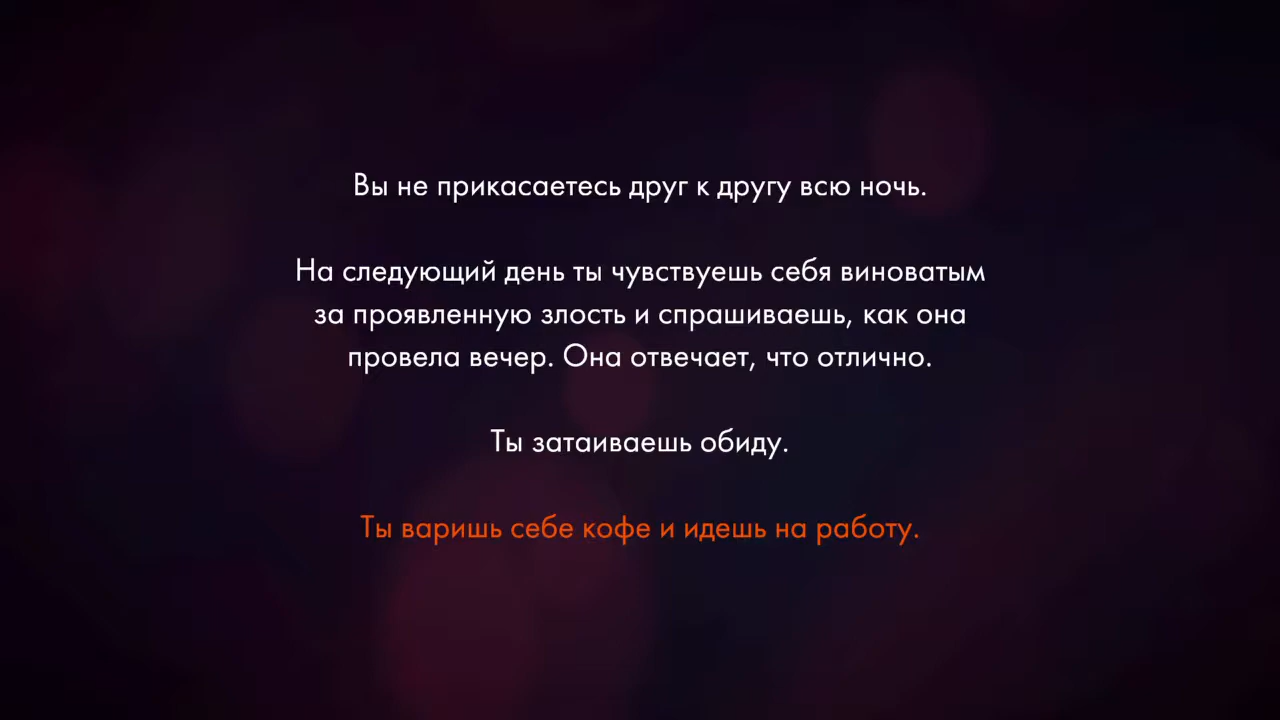 Вы не прикасаетесь друг к другу всю ночь.
На следующий день ты чувствуешь себя виноватым
за проявленную злость и спрашиваешь, как она
провела вечер. Она отвечает, что отлично.
Ты затаиваешь обиду.
Ты варишь себе кофе и идешь на работу.